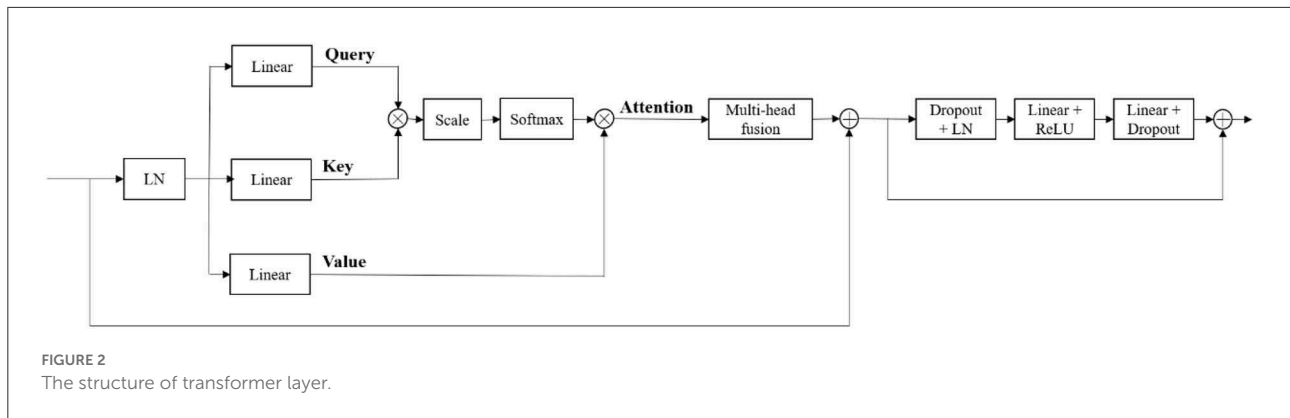 Query
Linear
Attention
Scale
Softmax
Multi-head
fusion
Dropout
+ LN
Linear +
ReLU
Linear +
Dropout
LN
Key
Linear
Value
Linear
FIGURE 2
The structure of transformer layer.